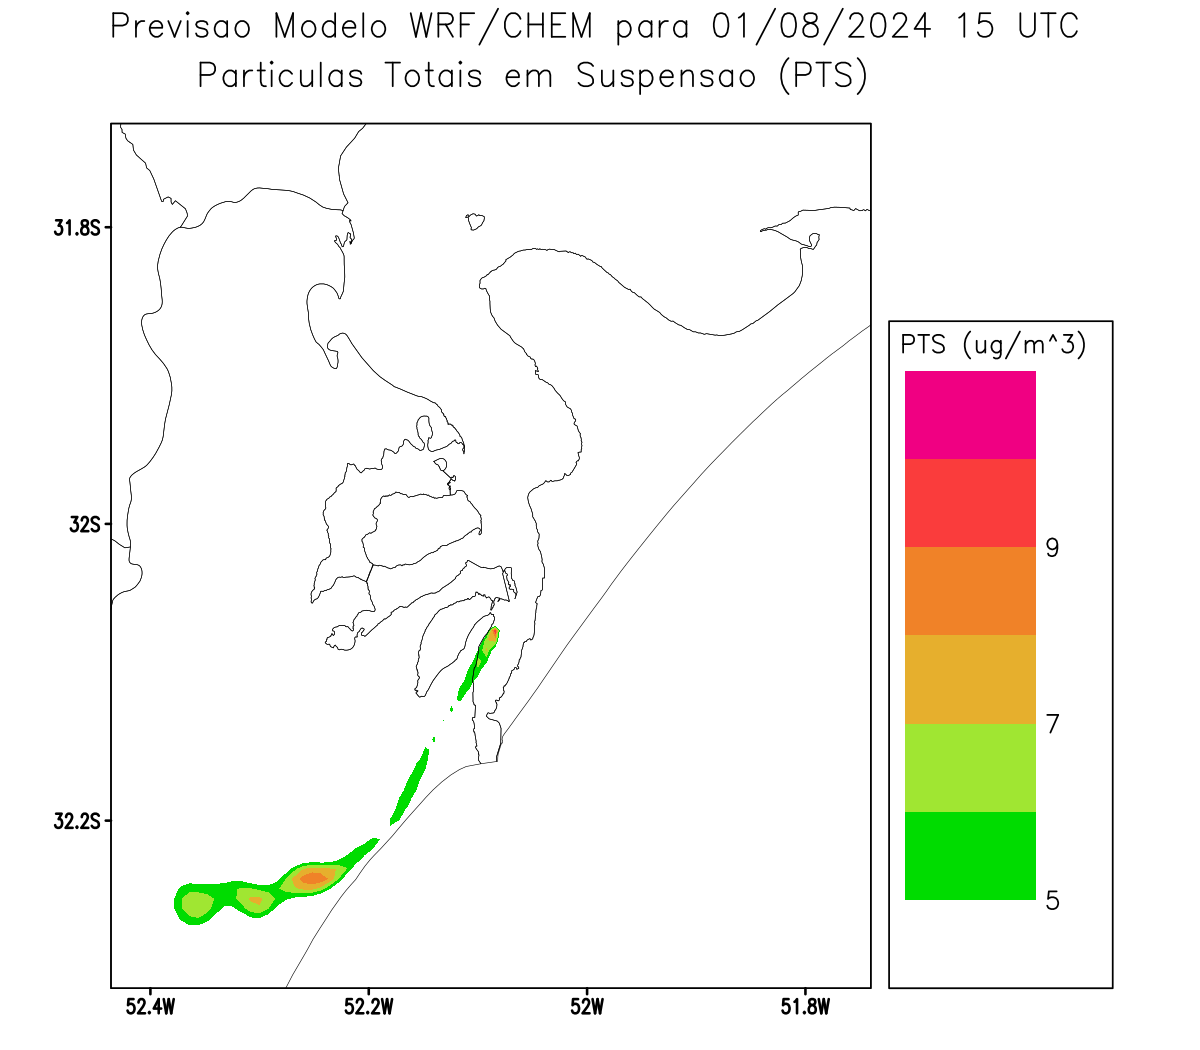 Previsao Modelo WRF/CHEM para 01/08/2024 15 UTC
Particulas Totais em Suspensao (PTS)
31.8S
32S
32.2S
52.4W
52.2W
52W
51.8W
PTS (ug/m^3)
9
7
5